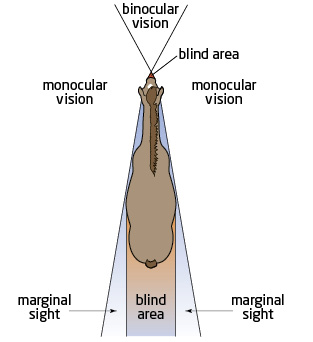 binocular
vision
blind area
monocular
vision
monocular
vision
marginal
sight
blind
area
marginal
sight